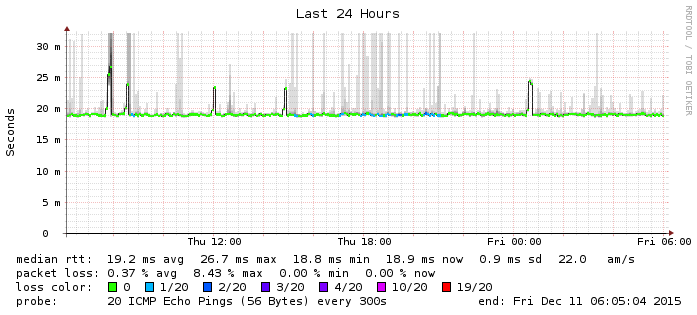 Last 24 Hours
RRDTOOL / TOBI OETIKER
Seconds
30 m
25 m
20 m
15 m
10 m
5 m
0
Thu 12:00 Thu 18:00 Fri 00:00 Fri 06:00
median rtt: 19.2 ms avg 26.7 ms max 18.8 ms min 18.9 ms now 0.9 ms sd 22.0 am/s
packet loss: 0.37 % avg 8.43 % max 0.00 % min 0.00 % now
loss color: 0 1/20 2/20 3/20 4/20 10/20 19/20
probe: 20 ICMP Echo Pings (56 Bytes) every 300s end: Fri Dec 11 06:05:04 2015